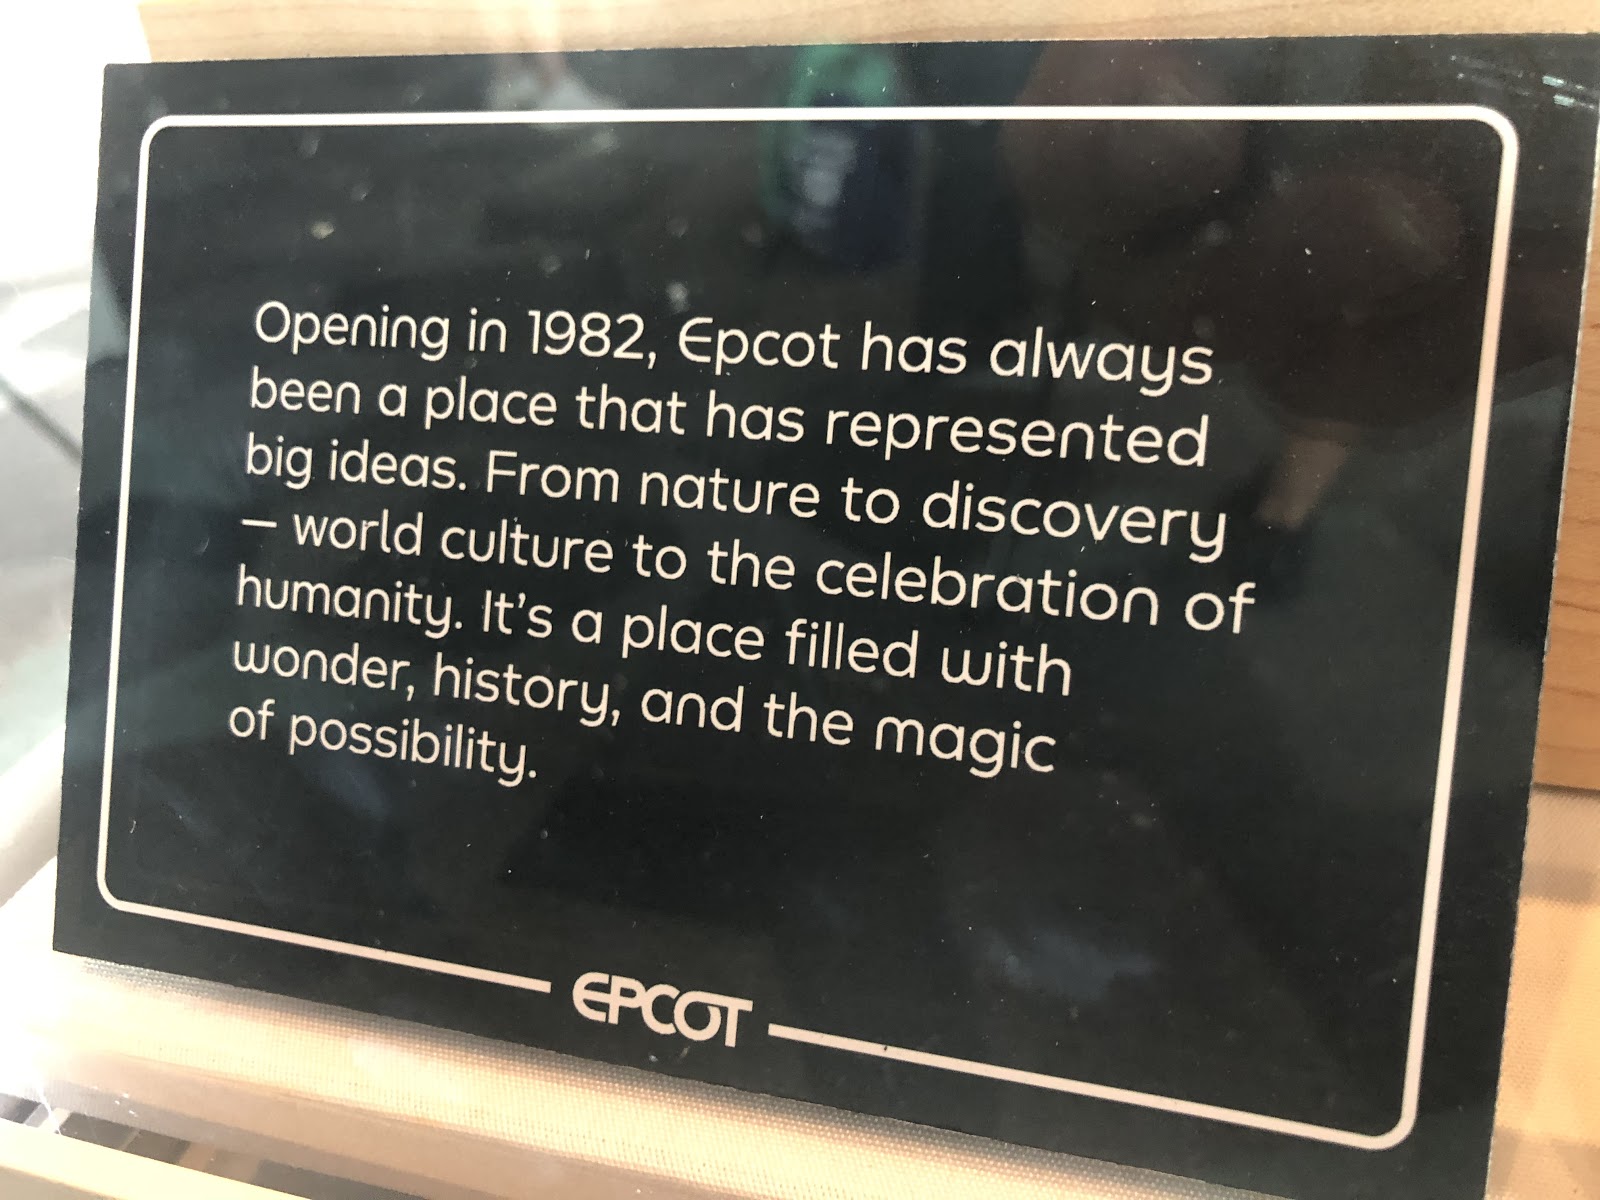 Opening in 1982, Epcot has always
been a place that has represented
big ideas. From nature to discovery
– world culture to the celebration of
humanity. It's a place filled with
wonder, history, and the magic
of possibility.
EPCOT